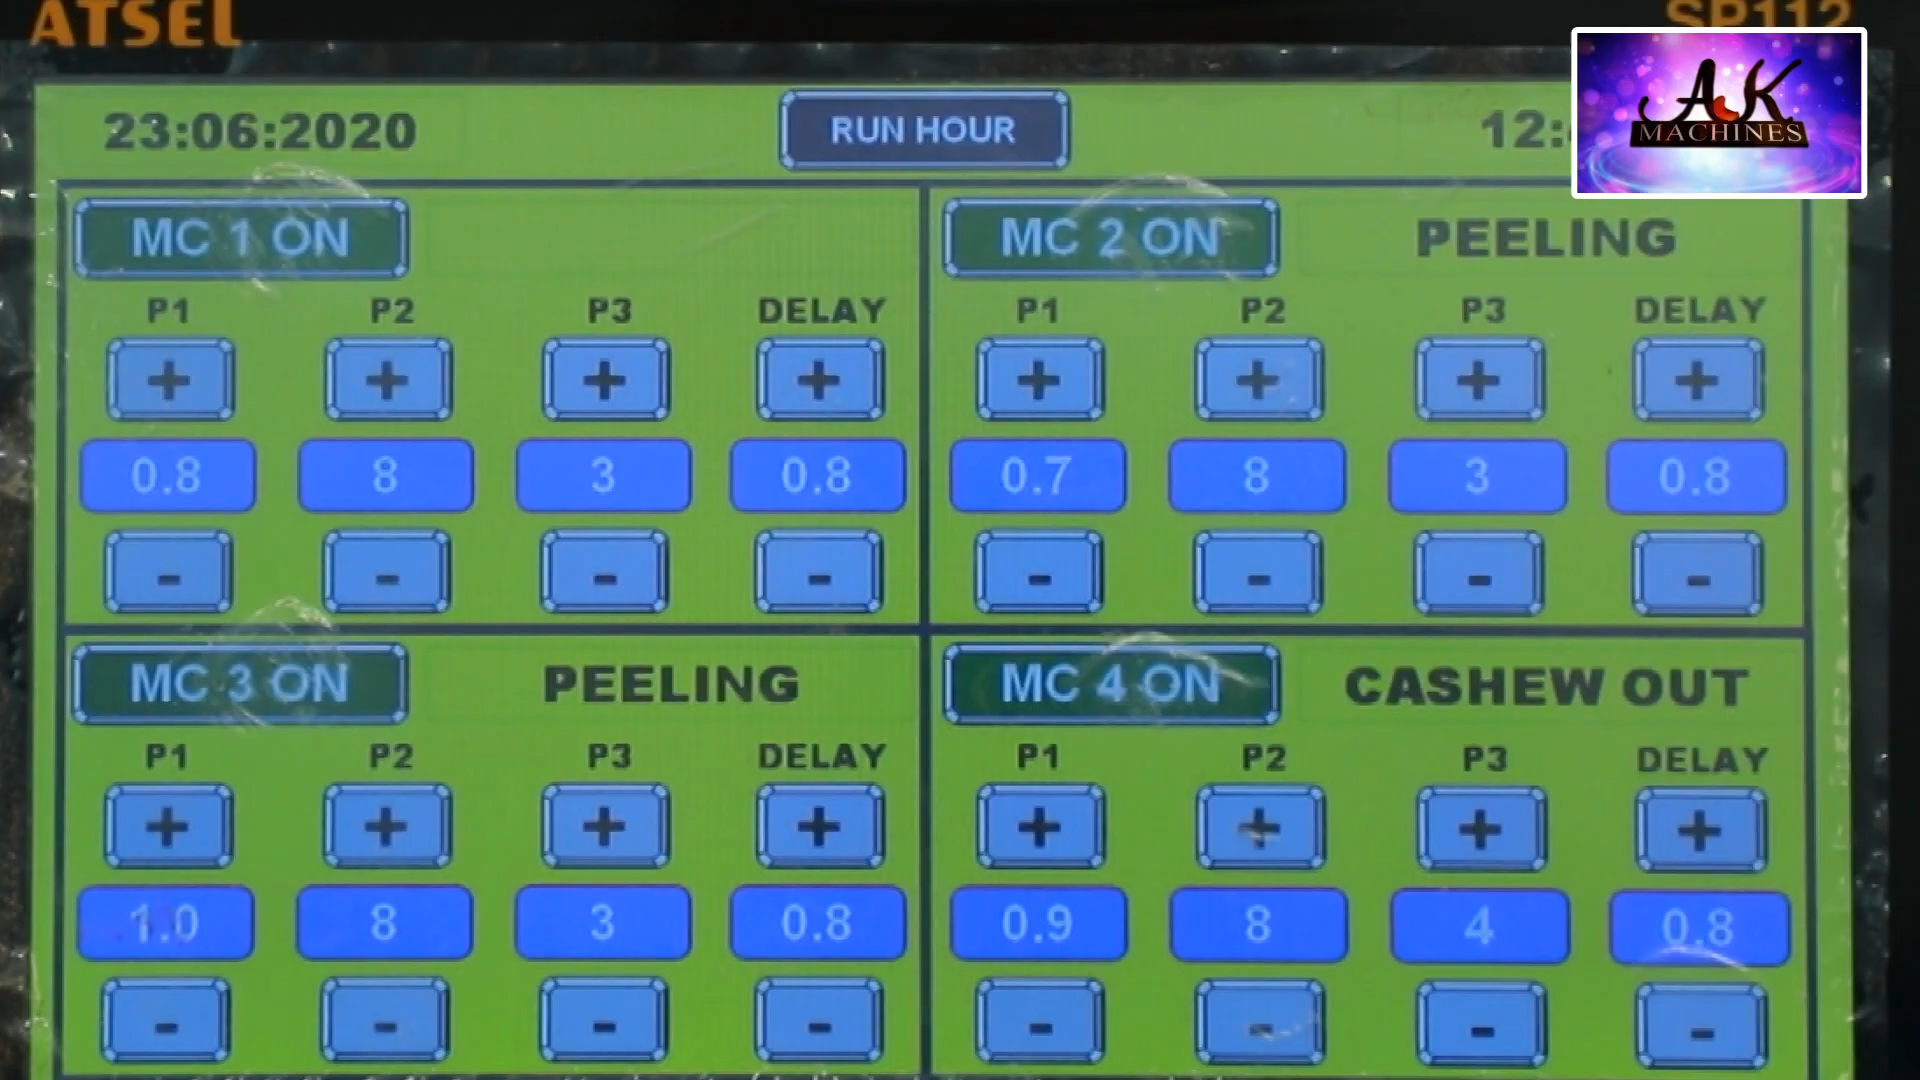 ATSEL SP112
AK
MACHINES
23:06:2020 RUN HOUR 12:
MC 1 ON
P1 P2 P3 DELAY
+ + + +
0.8 8 3 0.8
- - - -
MC 2 ON PEELING
P1 P2 P3 DELAY
+ + + +
0.7 8 3 0.8
- - - -
MC 3 ON PEELING
P1 P2 P3 DELAY
+ + + +
1.0 8 3 0.8
- - - -
MC 4 ON CASHEW OUT
P1 P2 P3 DELAY
+ + + +
0.9 8 4 0.8
- - - -